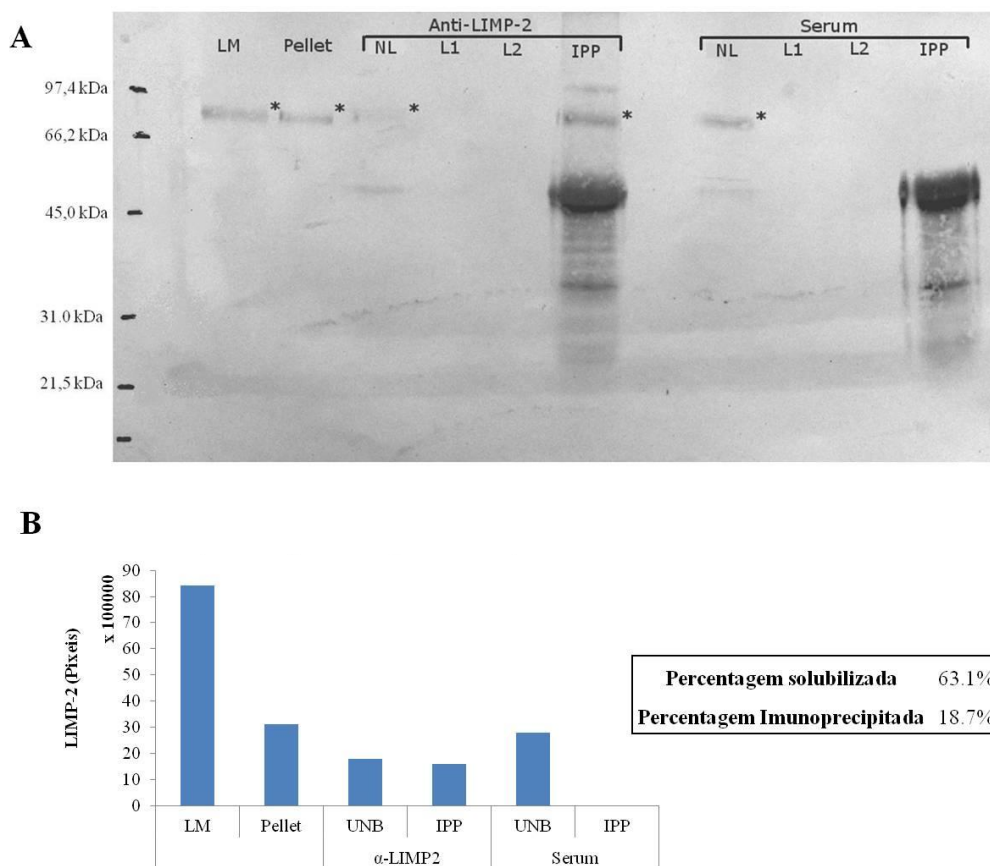 A
Anti-LIMP-2
Serum
LM Pellet NL L1 L2 IPP NL L1 L2 IPP
97,4 kDa
* * * * *
66,2 kDa
45,0 kDa
31.0 kDa
21,5 kDa
B
LIMP-2 (Pixeis)
x 100000
90
80
70
60
50
40
30
20
10
0
LM Pellet UNB IPP UNB IPP
α-LIMP2 Serum
Percentagem solubilizada 63.1%
Percentagem Imunoprecipitada 18.7%